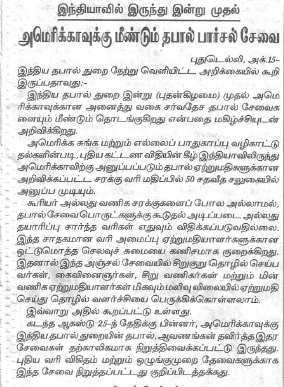 இந்தியாவில் இருந்து இன்று முதல்
அமெரிக்காவுக்கு மீண்டும் தபால் பார்சல் சேவை
புதுடெல்லி, அக்.15–
இந்திய தபால் துறை நேற்று வெளியிட்ட அறிக்கையில் கூறி
இருப்பதாவது:–
இந்திய தபால் துறை இன்று (புதன்கிழமை) முதல் அமெ
ரிக்காவுக்கான அனைத்து வகை சர்வதேச தபால் சேவைக
ளையும் மீண்டும் தொடங்குகிறது என்பதை மகிழ்ச்சியுடன்
அறிவிக்கிறது.
அமெரிக்க சுங்க மற்றும் எல்லைப் பாதுகாப்பு வழிகாட்டு
தல்களின்படி, புதிய கட்டண விதியின் கீழ் இந்தியாவிலிருந்து
அமெரிக்காவிற்கு அனுப்பப்படும் தபால் ஏற்றுமதிகளுக்கான
அறிவிக்கப்பட்ட சரக்கு வரி மதிப்பில் 50 சதவீத சலுகையில்
அனுப்ப முடியும்.
கூரியர் அல்லது வணிக சரக்குகளைப் போல அல்லாமல்,
தபால் சேவை பொருட்களுக்கு கூடுதல் அடிப்படை அல்லது
தயாரிப்பு சார்ந்த வரிகள் எதுவும் விதிக்கப்படுவதில்லை.
இந்த சாதகமான வரி அமைப்பு ஏற்றுமதியாளர்களுக்கான
ஒட்டுமொத்த செலவுச் சுமையை கணிசமாக குறைக்கிறது.
இதனால் இந்த அஞ்சல் சேவையில் சிறு குறு தொழில் செய்ப
வர்கள், கைவினைஞர்கள், சிறு வணிகர்கள் மற்றும் மின்
வணிக ஏற்றுமதியாளர்கள் மிகவும் மலிவு விலையில் ஏற்றுமதி
செய்து தொழில் வளர்ச்சியை பெருக்கிக்கொள்ளலாம்.
இவ்வாறு அதில் கூறப்பட்டு உள்ளது.
கடந்த ஆகஸ்டு 25–ந் தேதிக்கு பின்னர், அமெரிக்காவுக்கு
இந்திய தபால் துறையின் தபால், ஆவணங்கள் தவிர்த்த இதர
சேவைகள் தற்காலிகமாக நிறுத்திவைக்கப்பட்டு இருந்தது.
புதிய வரி விகிதம் மற்றும் ஒழுங்குமுறை தேவைகளுக்காக
இந்த சேவை நிறுத்தப்பட்டது குறிப்பிடத்தக்கது.